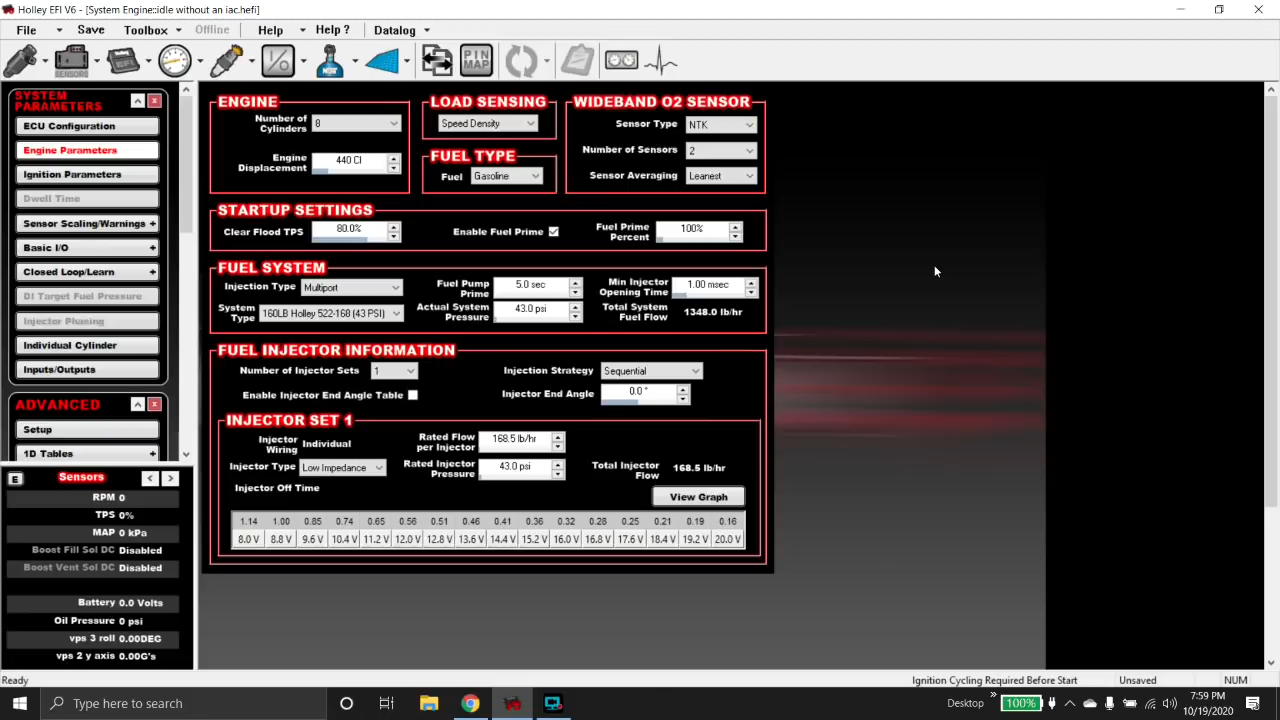 Holley EFI V6 - [System Engine:idle without an iac.hefi]
File Save Toolbox Offline Help Help ? Datalog
SENSORS EFI I/O NOS PIN MAP
SYSTEM PARAMETERS
ECU Configuration
Engine Parameters
Ignition Parameters
Dwell Time
Sensor Scaling/Warnings +
Basic I/O +
Closed Loop/Learn +
DI Target Fuel Pressure
Injector Phasing
Individual Cylinder
Inputs/Outputs
ADVANCED
Setup
1D Tables +
E Sensors < >
RPM 0
TPS 0%
MAP 0 kPa
Boost Fill Sol DC Disabled
Boost Vent Sol DC Disabled
Battery 0.0 Volts
Oil Pressure 0 psi
vps 3 roll 0.00DEG
vps 2 y axis 0.00G's
ENGINE
Number of Cylinders 8
Engine Displacement 440 CI
LOAD SENSING
Speed Density
FUEL TYPE
Fuel Gasoline
WIDEBAND O2 SENSOR
Sensor Type NTK
Number of Sensors 2
Sensor Averaging Leanest
STARTUP SETTINGS
Clear Flood TPS 80.0% Enable Fuel Prime Fuel Prime Percent 100%
FUEL SYSTEM
Injection Type Multiport Fuel Pump Prime 5.0 sec Min Injector Opening Time 1.00 msec
System Type 160LB Holley 522-168 (43 PSI) Actual System Pressure 43.0 psi Total System Fuel Flow 1348.0 lb/hr
FUEL INJECTOR INFORMATION
Number of Injector Sets 1 Injection Strategy Sequential
Enable Injector End Angle Table Injector End Angle 0.0 °
INJECTOR SET 1
Injector Wiring Individual Rated Flow per Injector 168.5 lb/hr
Injector Type Low Impedance Rated Injector Pressure 43.0 psi Total Injector Flow 168.5 lb/hr
Injector Off Time View Graph
1.14 1.00 0.85 0.74 0.65 0.56 0.51 0.46 0.41 0.36 0.32 0.28 0.25 0.21 0.19 0.16
8.0 V 8.8 V 9.6 V 10.4 V 11.2 V 12.0 V 12.8 V 13.6 V 14.4 V 15.2 V 16.0 V 16.8 V 17.6 V 18.4 V 19.2 V 20.0 V
Ready Ignition Cycling Required Before Start Unsaved NUM
Type here to search Desktop 100% 7:59 PM
10/19/2020